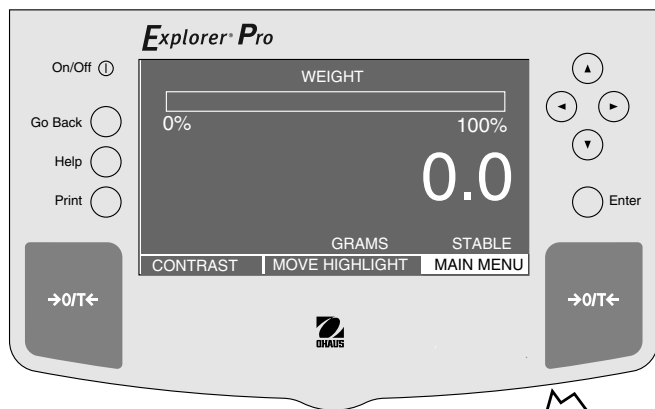 Explorer® Pro
On/Off
Go Back
Help
Print
WEIGHT
0% 100%
0.0
GRAMS STABLE
CONTRAST MOVE HIGHLIGHT MAIN MENU
Enter
→0/T← →0/T←
OHAUS